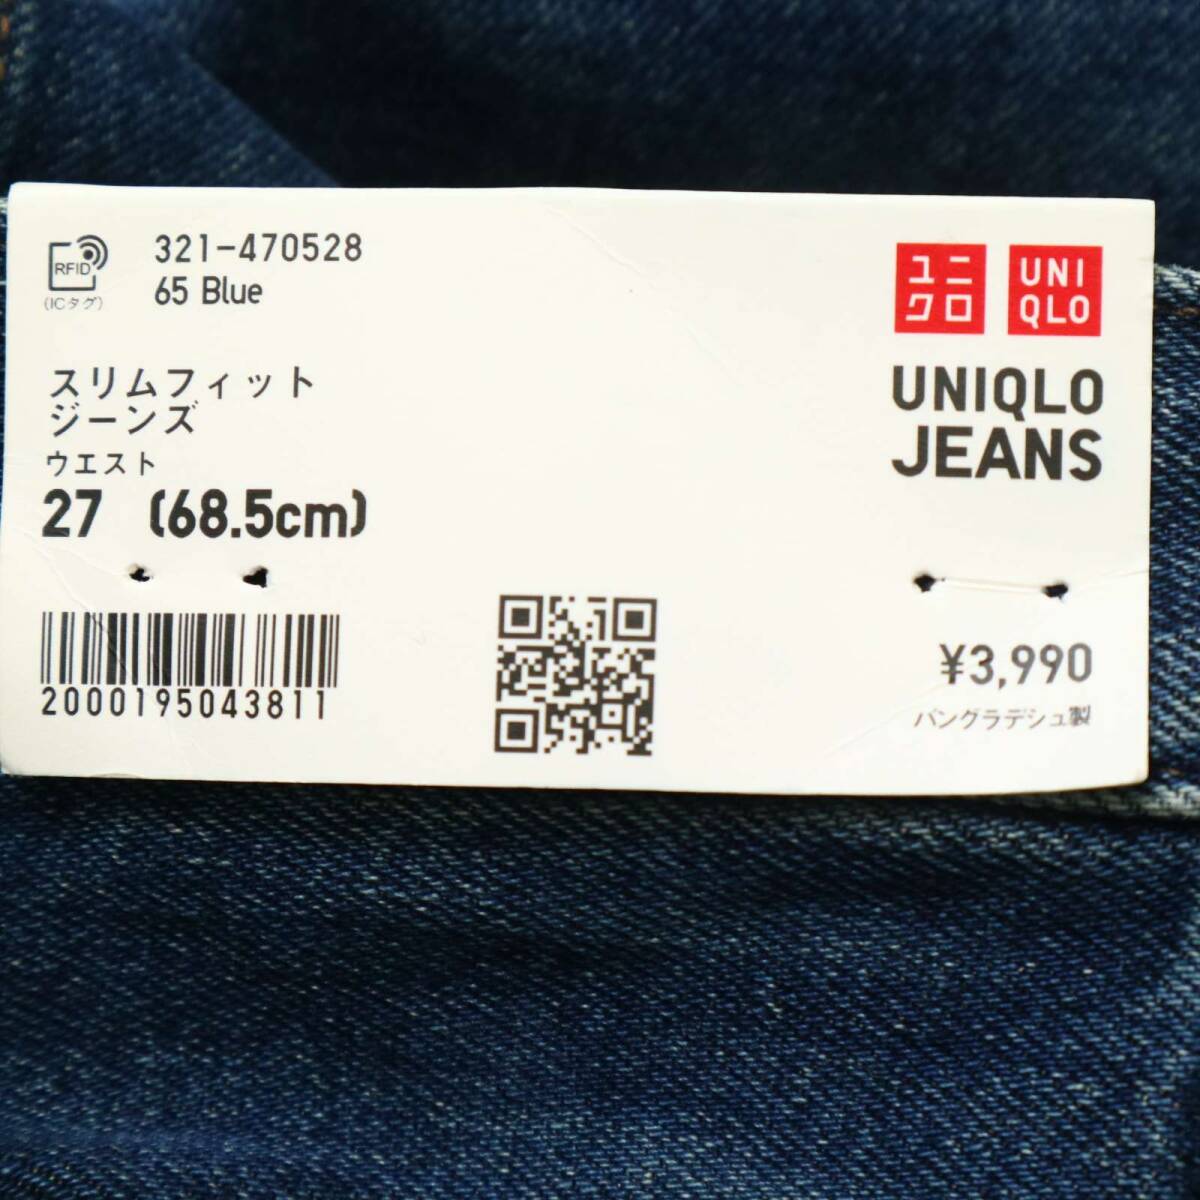 RFID
(ICタグ)
321-470528
65 Blue
スリムフィット
ジーンズ
ウエスト
27 (68.5cm)
2000195043811
ユニ
クロ
UNI
QLO
UNIQLO
JEANS
¥3,990
バングラデシュ製